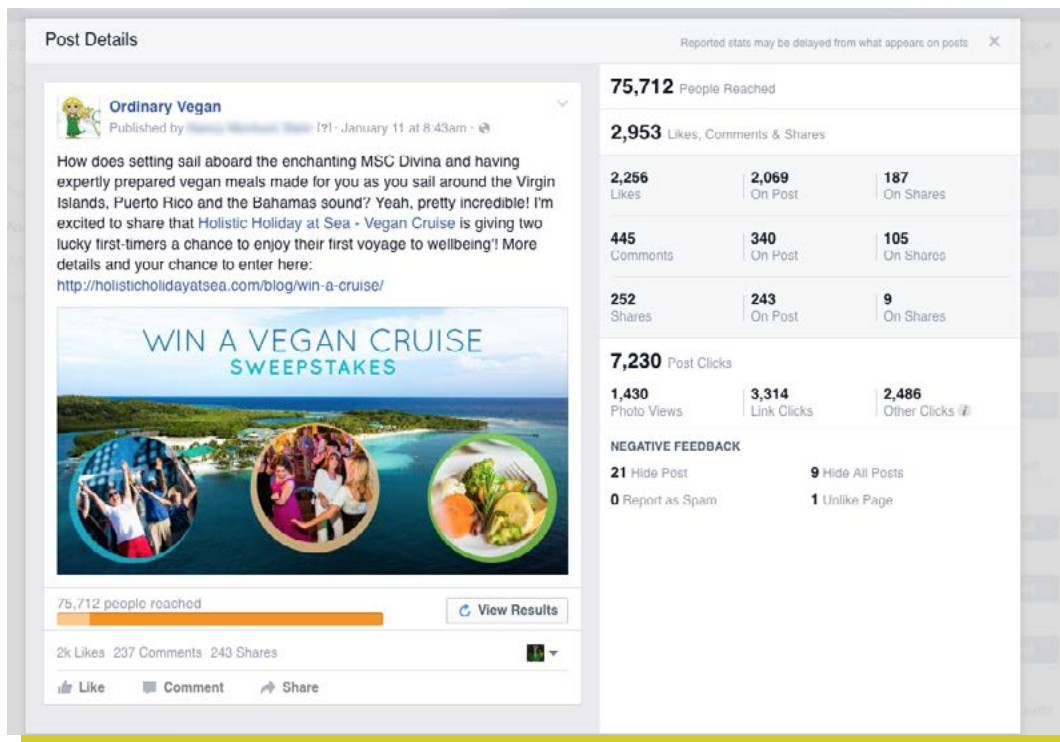 Post Details
Reported stats may be delayed from what appears on posts
Ordinary Vegan
Published by [?] · January 11 at 8:43am ·
How does setting sail aboard the enchanting MSC Divina and having
expertly prepared vegan meals made for you as you sail around the Virgin
Islands, Puerto Rico and the Bahamas sound? Yeah, pretty incredible! I'm
excited to share that Holistic Holiday at Sea - Vegan Cruise is giving two
lucky first-timers a chance to enjoy their first voyage to wellbeing'! More
details and your chance to enter here:
http://holisticholidayatsea.com/blog/win-a-cruise/
WIN A VEGAN CRUISE
SWEEPSTAKES
75,712 people reached
View Results
2k Likes 237 Comments 243 Shares
Like Comment Share
75,712 People Reached
2,953 Likes, Comments & Shares
2,256 2,069 187
Likes On Post On Shares
445 340 105
Comments On Post On Shares
252 243 9
Shares On Post On Shares
7,230 Post Clicks
1,430 3,314 2,486
Photo Views Link Clicks Other Clicks i
NEGATIVE FEEDBACK
21 Hide Post 9 Hide All Posts
0 Report as Spam 1 Unlike Page